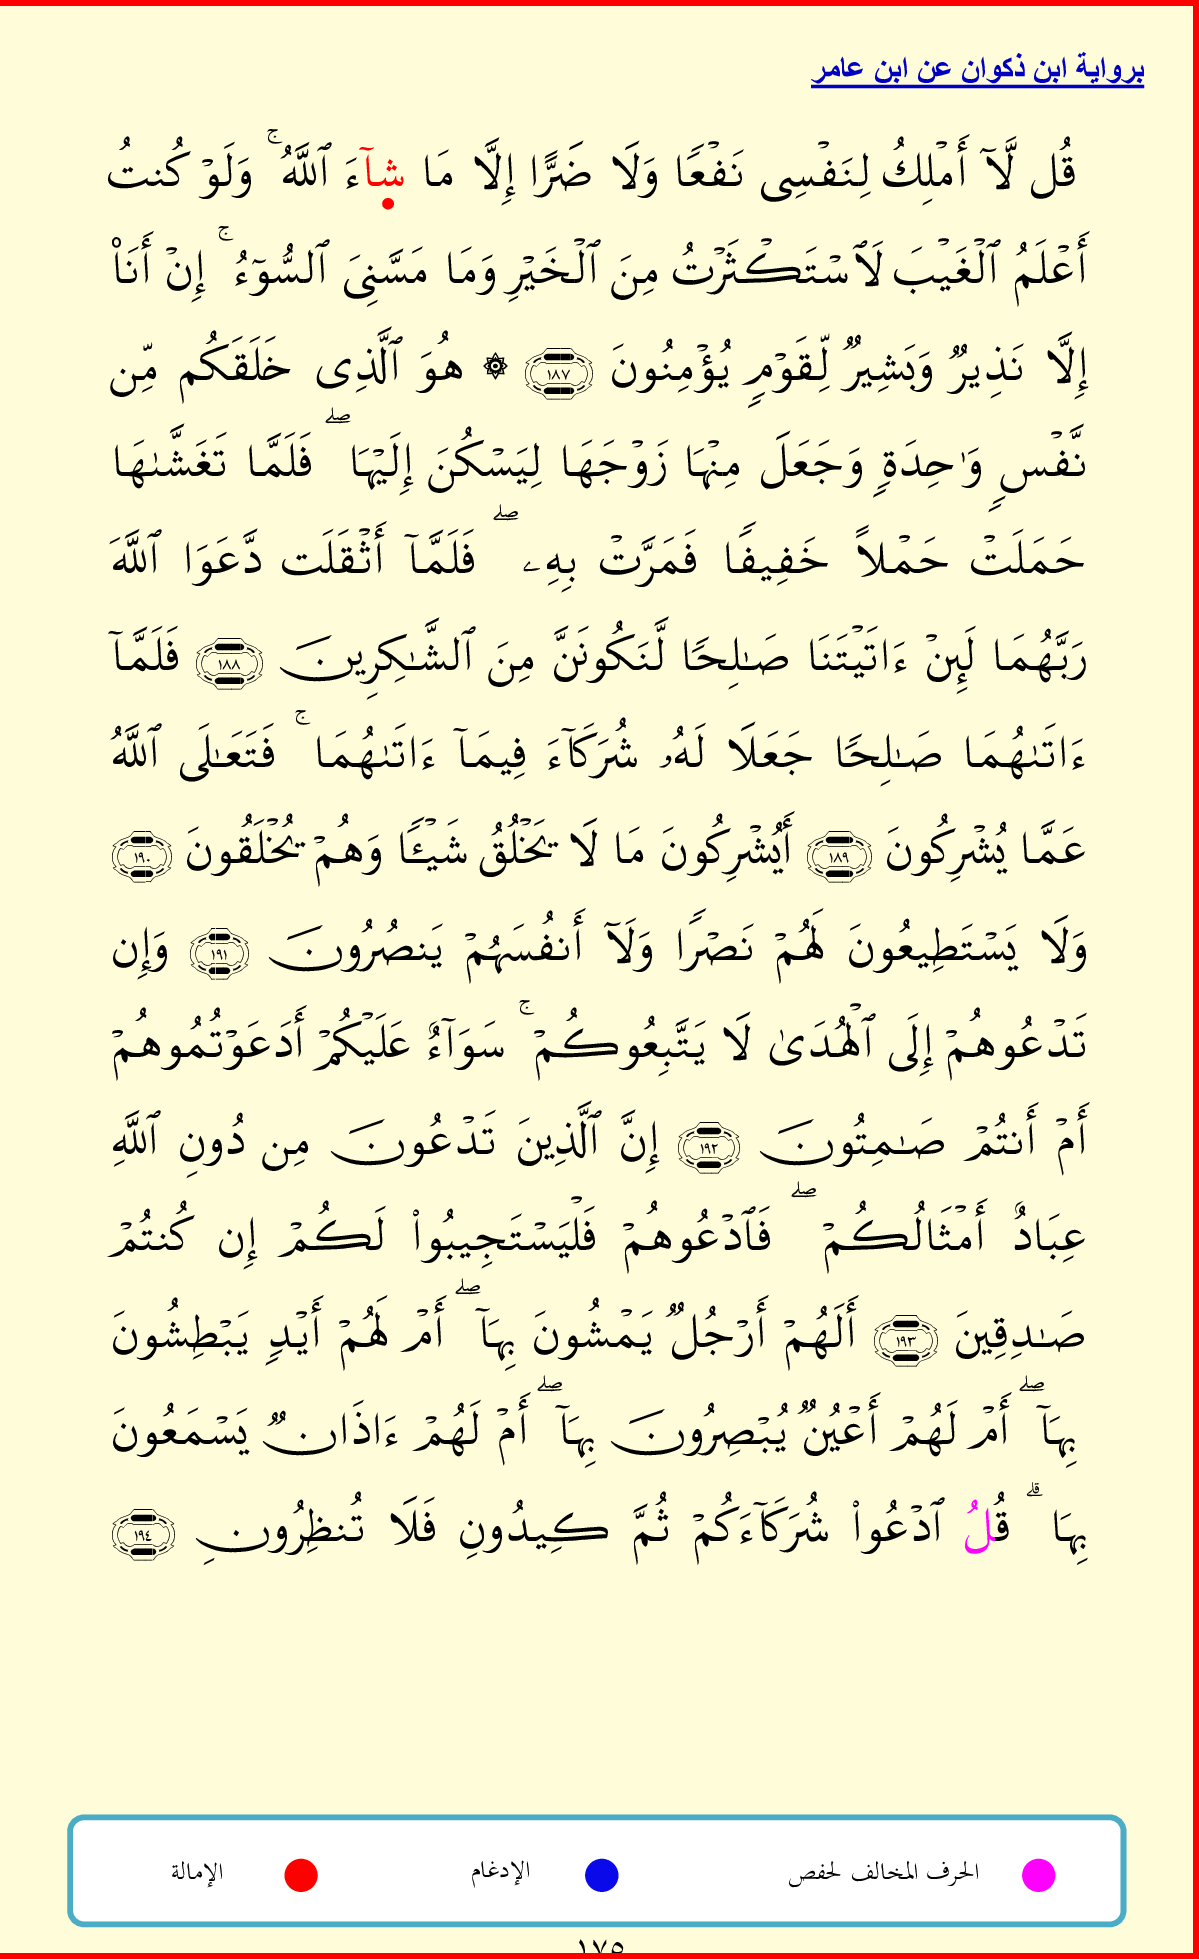 برواية ابن ذكوان عن ابن عامر
قُل لَّآ أَمۡلِكُ لِنَفۡسِى نَفۡعًا وَلَا ضَرًّا إِلَّا مَا شَآءَ ٱللَّهُۚ وَلَوۡ كُنتُ
أَعۡلَمُ ٱلۡغَيۡبَ لَٱسۡتَكۡثَرۡتُ مِنَ ٱلۡخَيۡرِ وَمَا مَسَّنِىَ ٱلسُّوٓءُۚ إِنۡ أَنَا۠
إِلَّا نَذِيرٌ وَبَشِيرٌ لِّقَوۡمٍ يُؤۡمِنُونَ ١٨٧ ۞ هُوَ ٱلَّذِى خَلَقَكُم مِّن
نَّفۡسٍ وَٰحِدَةٍ وَجَعَلَ مِنۡهَا زَوۡجَهَا لِيَسۡكُنَ إِلَيۡهَاۖ فَلَمَّا تَغَشَّىٰهَا
حَمَلَتۡ حَمۡلاً خَفِيفًا فَمَرَّتۡ بِهِۦۖ فَلَمَّآ أَثۡقَلَت دَّعَوَا ٱللَّهَ
رَبَّهُمَا لَئِنۡ ءَاتَيۡتَنَا صَٰلِحًا لَّنَكُونَنَّ مِنَ ٱلشَّٰكِرِينَ ١٨٨ فَلَمَّآ
ءَاتَىٰهُمَا صَٰلِحًا جَعَلَا لَهُۥ شُرَكَآءَ فِيمَآ ءَاتَىٰهُمَاۚ فَتَعَٰلَى ٱللَّهُ
عَمَّا يُشۡرِكُونَ ١٨٩ أَيُشۡرِكُونَ مَا لَا يَخۡلُقُ شَيۡـًٔا وَهُمۡ يُخۡلَقُونَ ١٩٠
وَلَا يَسۡتَطِيعُونَ لَهُمۡ نَصۡرًا وَلَآ أَنفُسَهُمۡ يَنصُرُونَ ١٩١ وَإِن
تَدۡعُوهُمۡ إِلَى ٱلۡهُدَىٰ لَا يَتَّبِعُوكُمۡۚ سَوَآءٌ عَلَيۡكُمۡ أَدَعَوۡتُمُوهُمۡ
أَمۡ أَنتُمۡ صَٰمِتُونَ ١٩٢ إِنَّ ٱلَّذِينَ تَدۡعُونَ مِن دُونِ ٱللَّهِ
عِبَادٌ أَمۡثَالُكُمۡۖ فَٱدۡعُوهُمۡ فَلۡيَسۡتَجِيبُواْ لَكُمۡ إِن كُنتُمۡ
صَٰدِقِينَ ١٩٣ أَلَهُمۡ أَرۡجُلٌ يَمۡشُونَ بِهَآۖ أَمۡ لَهُمۡ أَيۡدٍ يَبۡطِشُونَ
بِهَآۖ أَمۡ لَهُمۡ أَعۡيُنٌ يُبۡصِرُونَ بِهَآۖ أَمۡ لَهُمۡ ءَاذَانٌ يَسۡمَعُونَ
بِهَاۗ قُلُ ٱدۡعُواْ شُرَكَآءَكُمۡ ثُمَّ كِيدُونِ فَلَا تُنظِرُونِ ١٩٤
الحرف المخالف لحفص الإدغام الإمالة
١٧٥